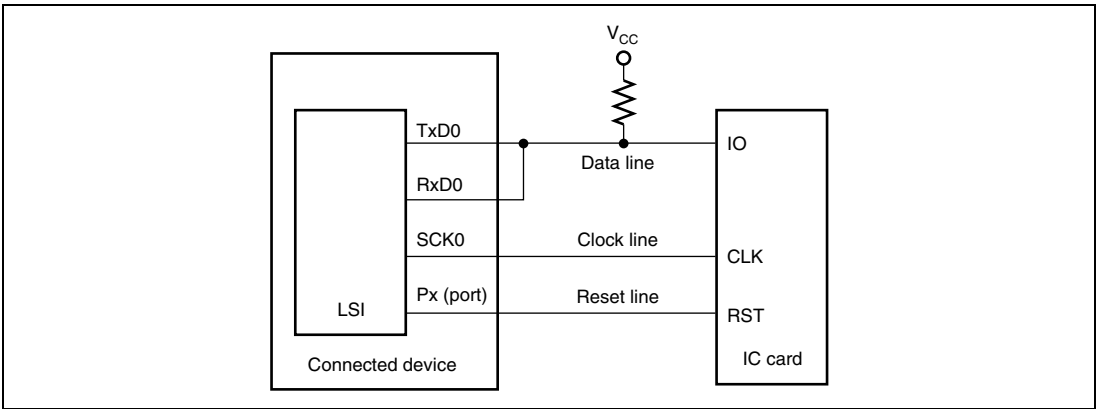 VCC
TxD0
IO
Data line
RxD0
SCK0
Clock line
CLK
Px (port)
Reset line
LSI
RST
Connected device
IC card